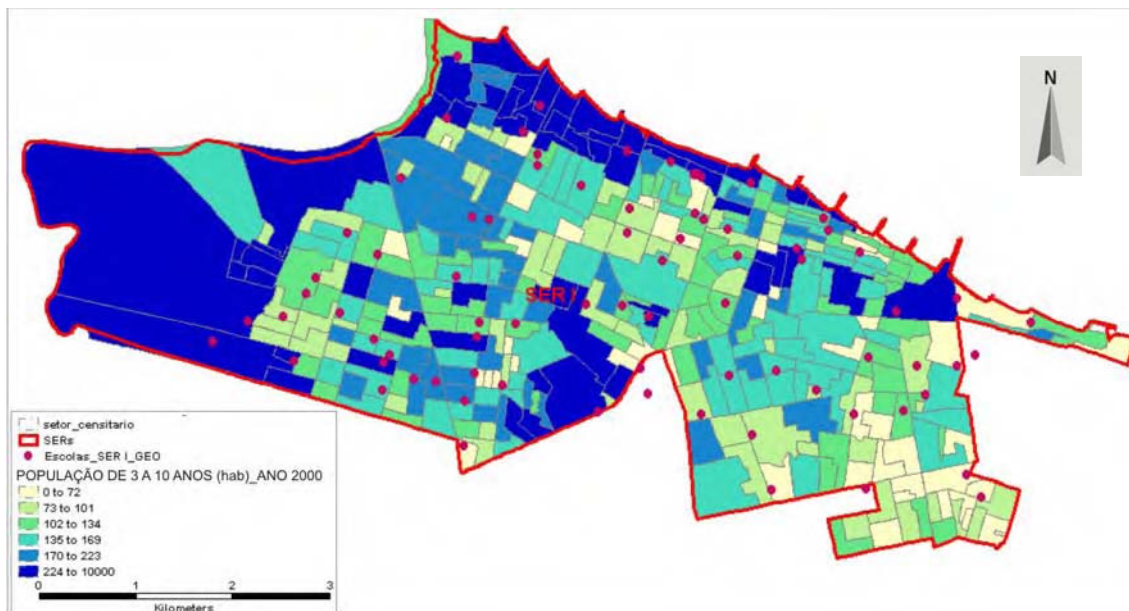 N
SER I
setor_censitario
SERs
Escolas_SER I_GEO
POPULAÇÃO DE 3 A 10 ANOS (hab)_ANO 2000
0 to 72
73 to 101
102 to 134
135 to 169
170 to 223
224 to 10000
0 1 2 3
Kilometers